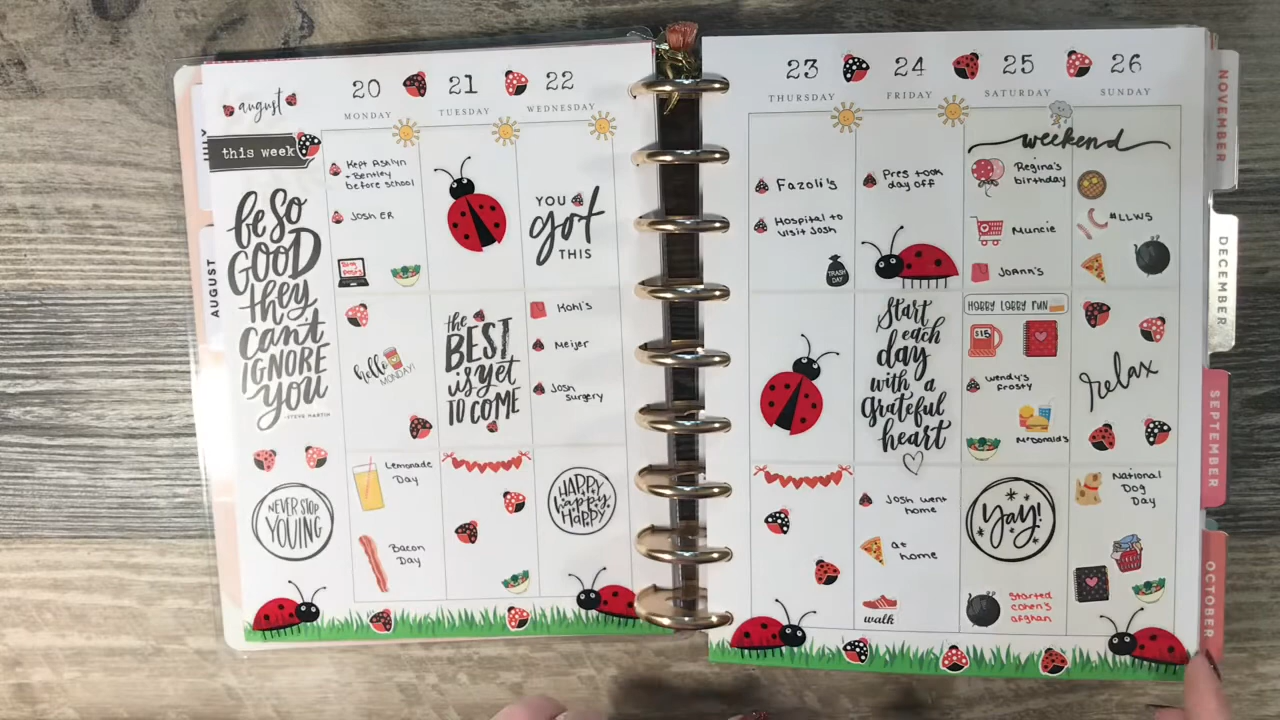 august
20
21
22
MONDAY
TUESDAY
WEDNESDAY
this week
be so
GOOD
they
can't
IGNORE
you
-STEVE MARTIN
NEVER STOP
Kept Ashlyn
+ Bentley
before school
Josh ER
hello
MONDAY!
Lemonade
Day
Bacon
Day
the
BEST
is yet
TO COME
YOU
got
THIS
Kohl's
Meijer
Josh
surgery
HAPPY
happy
HAPPY
23
24
25
26
THURSDAY
FRIDAY
SATURDAY
SUNDAY
Fazoli's
Hospital to
visit Josh
TRASH
DAY
Pres took
day off
Start
each
day
with a
Grateful
heart
Josh went
home
at
home
walk
weekend
Regina's
birthday
Muncie
Joann's
HOBBY LOBBY RUN
$15
Wendy's
Frosty
McDonald's
Yay!
Started
Cohen's
afghan
#LLWS
relax
National
Dog
Day
JULY
AUGUST
NOVEMBER
DECEMBER
SEPTEMBER
OCTOBER